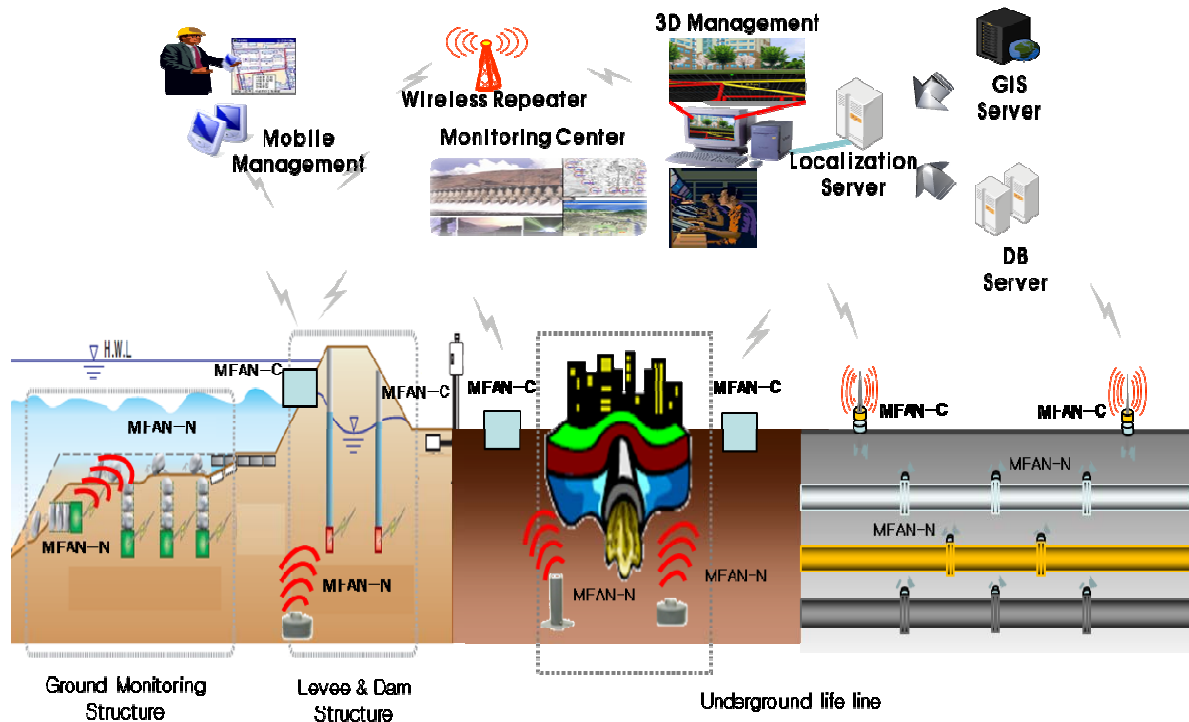 3D Management
Wireless Repeater
GIS
Server
Mobile
Management
Monitoring Center
Localization
Server
DB
Server
H.W.L
MFAN-C
MFAN-C
MFAN-C
MFAN-C
MFAN-C
MFAN-C
MFAN-N
MFAN-N
MFAN-N
MFAN-N
MFAN-N
MFAN-N
MFAN-N
Ground Monitoring
Structure
Levee & Dam
Structure
Underground life line